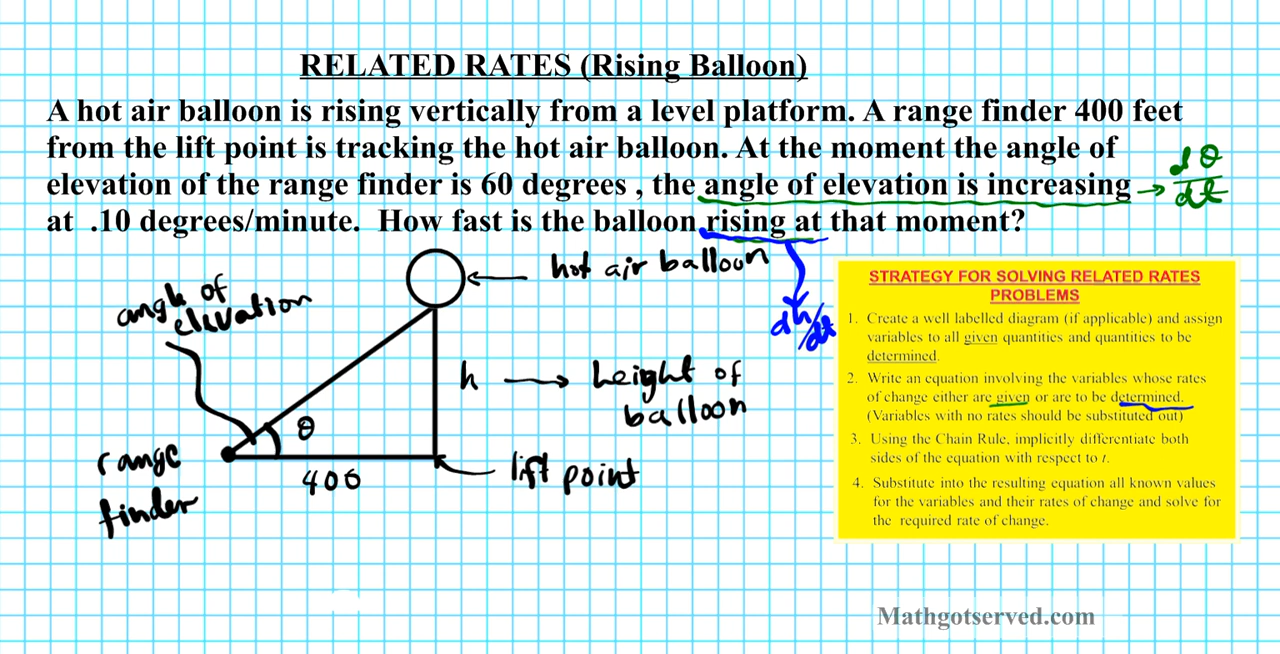 RELATED RATES (Rising Balloon)
A hot air balloon is rising vertically from a level platform. A range finder 400 feet
from the lift point is tracking the hot air balloon. At the moment the angle of
elevation of the range finder is 60 degrees , the angle of elevation is increasing
at .10 degrees/minute. How fast is the balloon rising at that moment?
→ dθ/dt
hot air balloon
dh/dt
angle of
elevation
h → height of
balloon
θ
range
finder
400
lift point
STRATEGY FOR SOLVING RELATED RATES
PROBLEMS
1. Create a well labelled diagram (if applicable) and assign
variables to all given quantities and quantities to be
determined.
2. Write an equation involving the variables whose rates
of change either are given or are to be determined.
(Variables with no rates should be substituted out)
3. Using the Chain Rule, implicitly differentiate both
sides of the equation with respect to t.
4. Substitute into the resulting equation all known values
for the variables and their rates of change and solve for
the required rate of change.
Mathgotserved.com